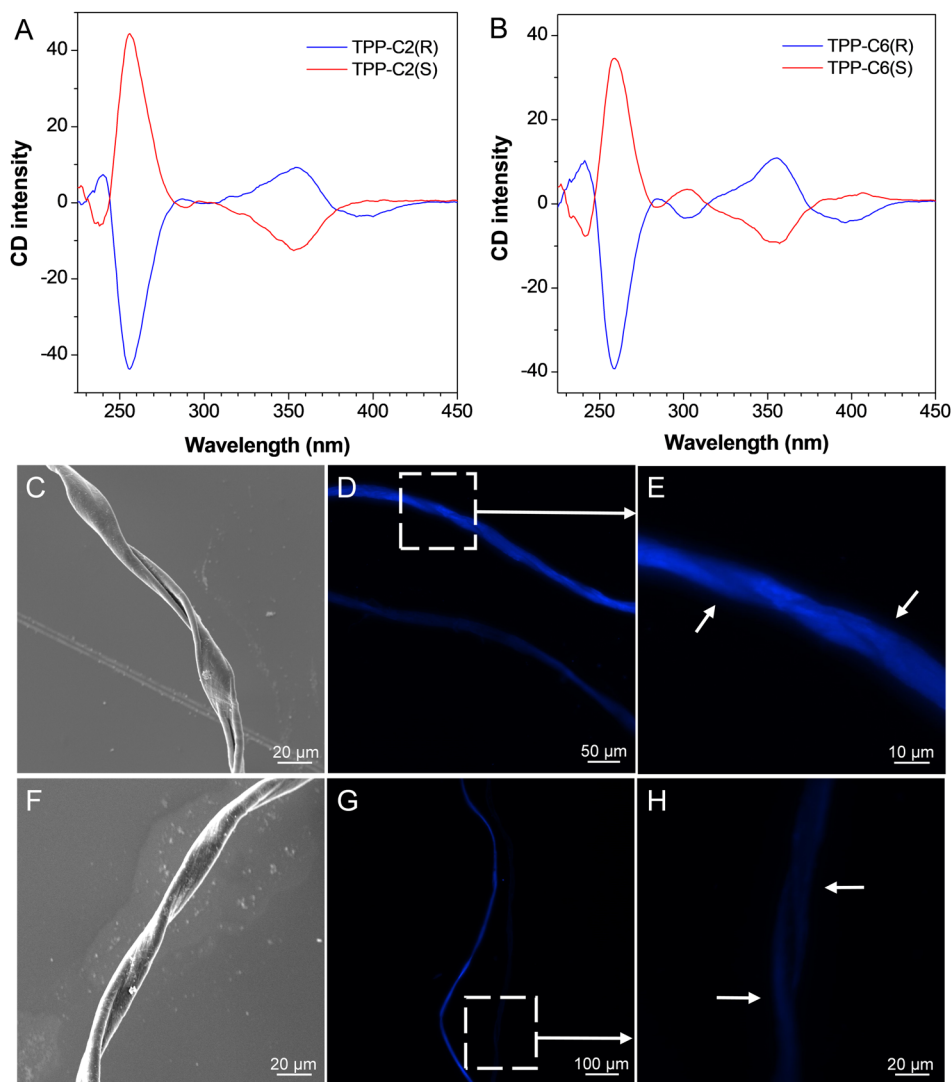 A
TPP-C2(R)
TPP-C2(S)
CD intensity
40
20
0
-20
-40
250 300 350 400 450
Wavelength (nm)
B
TPP-C6(R)
TPP-C6(S)
CD intensity
40
20
0
-20
-40
250 300 350 400 450
Wavelength (nm)
C
20 µm
D
50 µm
E
10 µm
F
20 µm
G
100 µm
H
20 µm